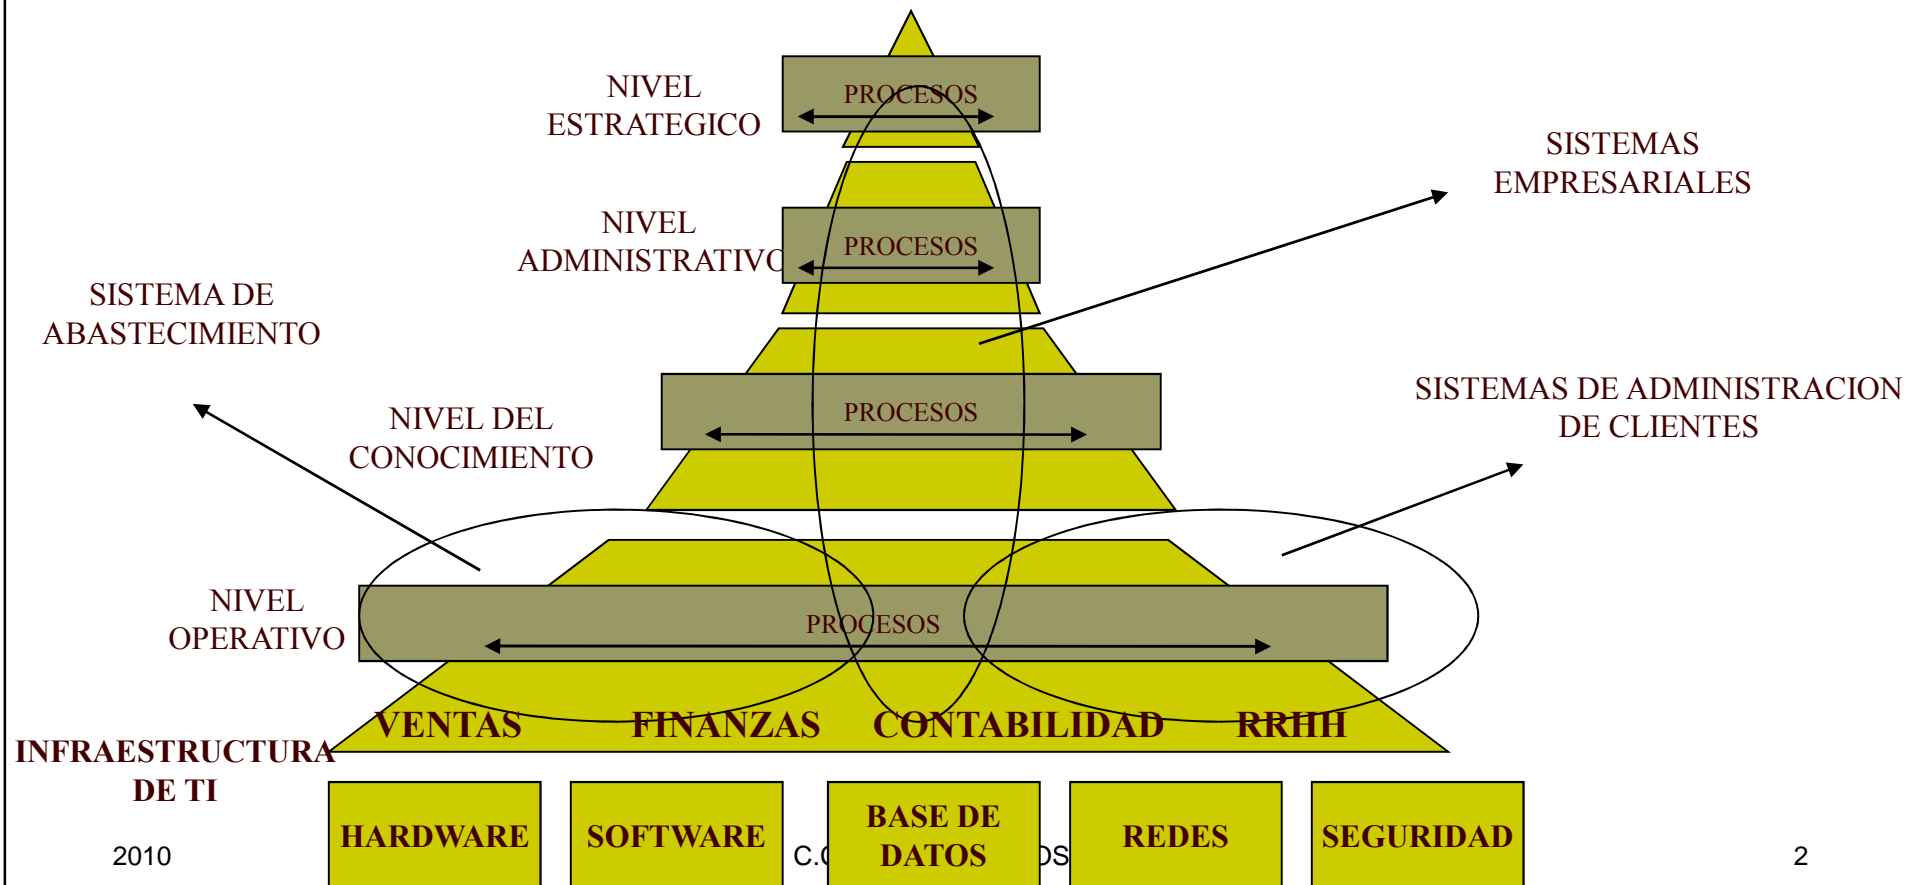 NIVEL
ESTRATEGICO
PROCESOS
SISTEMAS
EMPRESARIALES
NIVEL
ADMINISTRATIVO
PROCESOS
SISTEMA DE
ABASTECIMIENTO
NIVEL DEL
CONOCIMIENTO
PROCESOS
SISTEMAS DE ADMINISTRACION
DE CLIENTES
NIVEL
OPERATIVO
PROCESOS
VENTAS FINANZAS CONTABILIDAD RRHH
INFRAESTRUCTURA
DE TI
HARDWARE
SOFTWARE
BASE DE
DATOS
REDES
SEGURIDAD
2010
2